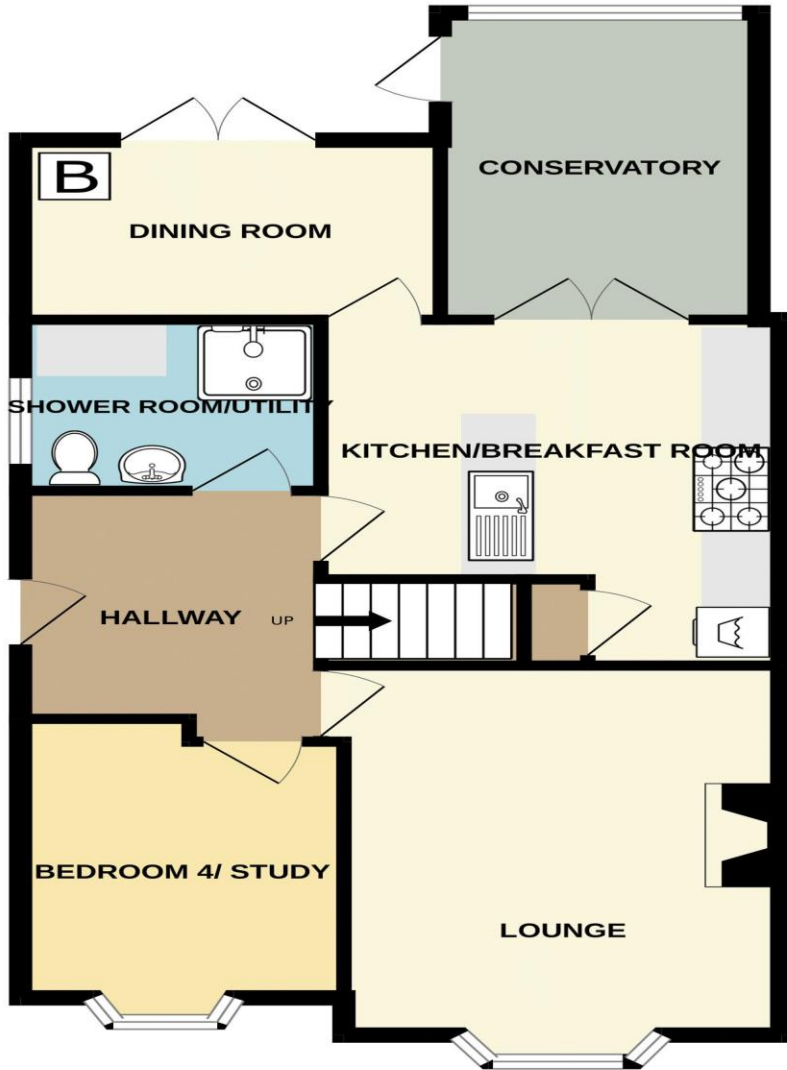 B
CONSERVATORY
DINING ROOM
SHOWER ROOM/UTILITY
KITCHEN/BREAKFAST ROOM
HALLWAY
UP
BEDROOM 4/ STUDY
LOUNGE